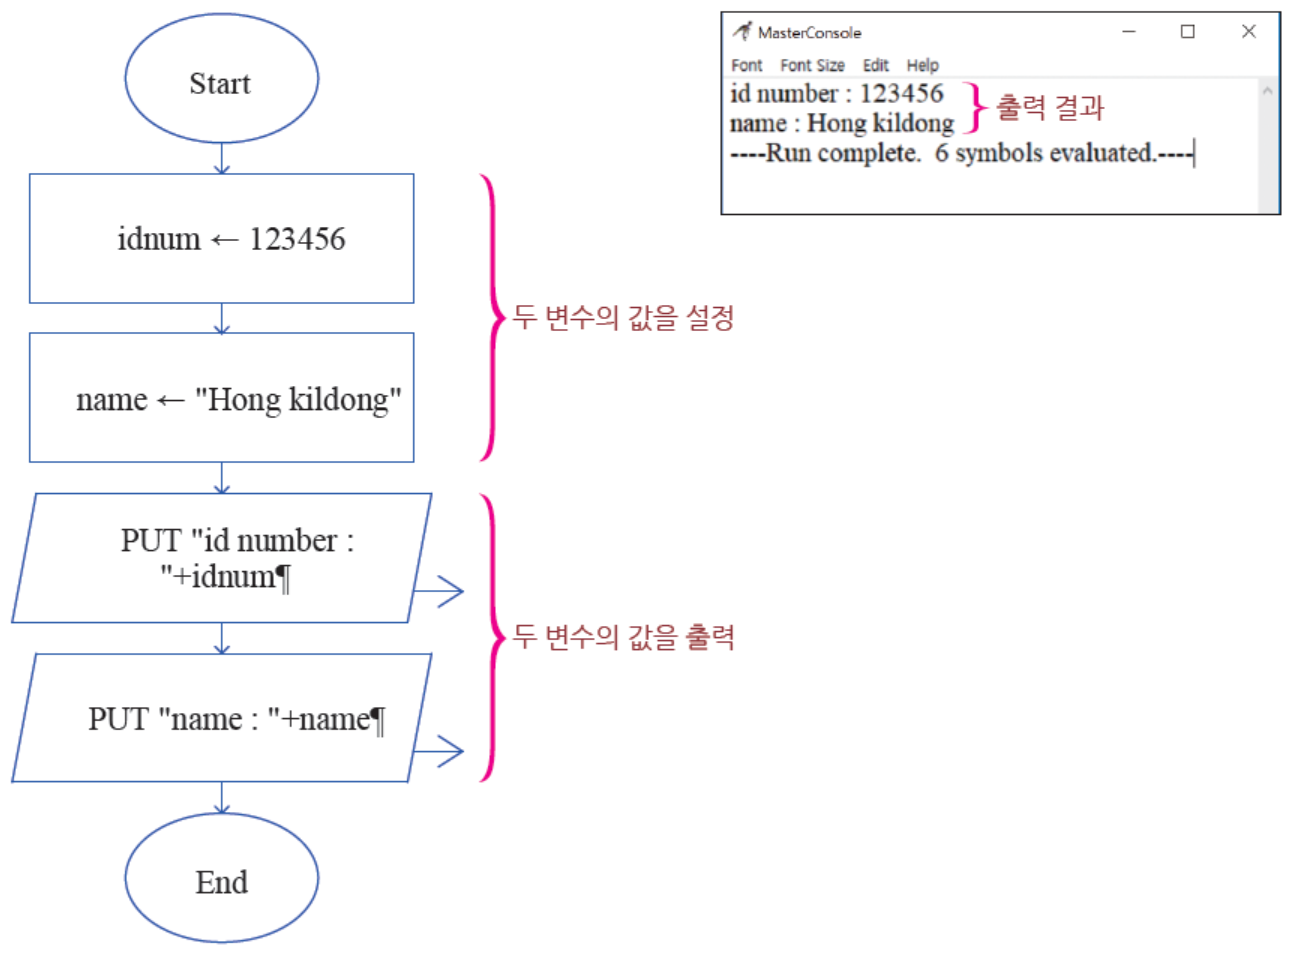 Start
idnum ← 123456
name ← "Hong kildong"
두 변수의 값을 설정
PUT "id number :
"+idnum¶
PUT "name : "+name¶
두 변수의 값을 출력
End
MasterConsole
Font Font Size Edit Help
id number : 123456
name : Hong kildong
출력 결과
----Run complete.  6 symbols evaluated.----